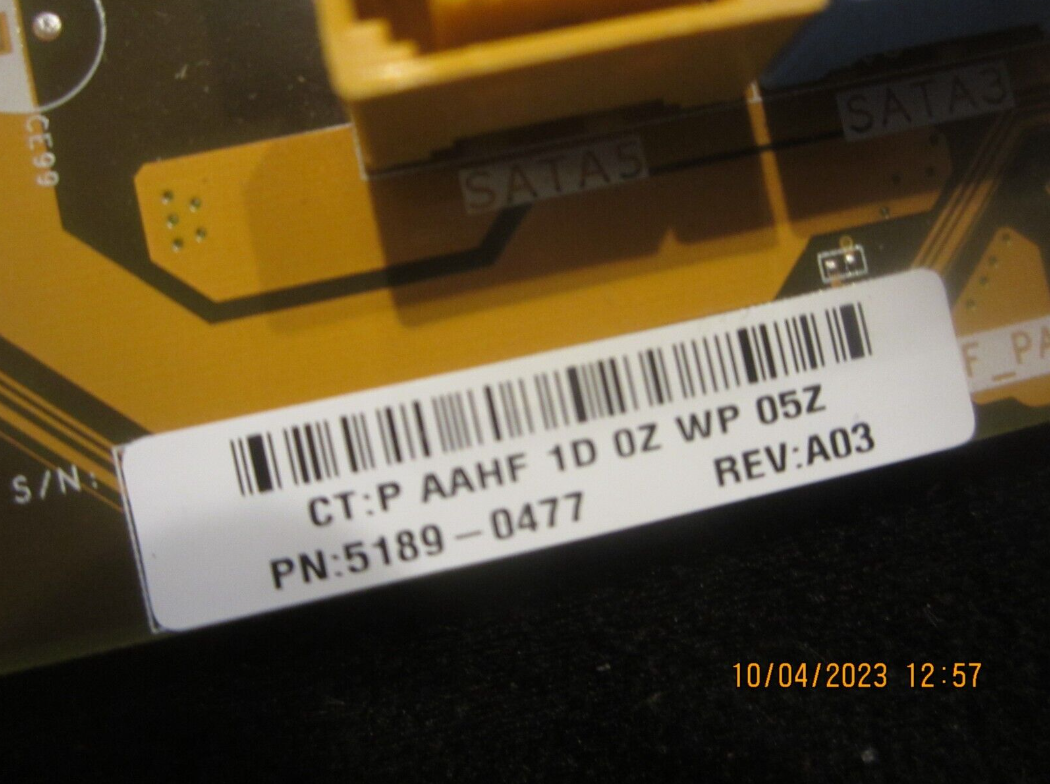 CE99
SATA5
SATA3
F_PA
S/N:
CT:P AAHF 1D 0Z WP 05Z
PN:5189-0477 REV:A03
10/04/2023 12:57